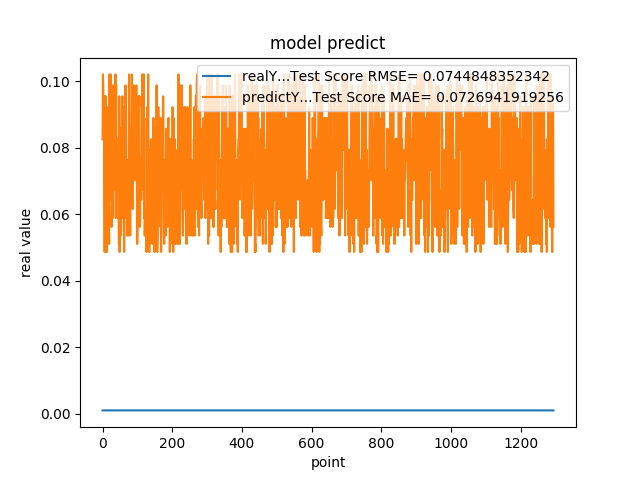 model predict
realY...Test Score RMSE= 0.0744848352342
predictY...Test Score MAE= 0.0726941919256
0.10
0.08
0.06
0.04
0.02
0.00
real value
0 200 400 600 800 1000 1200
point